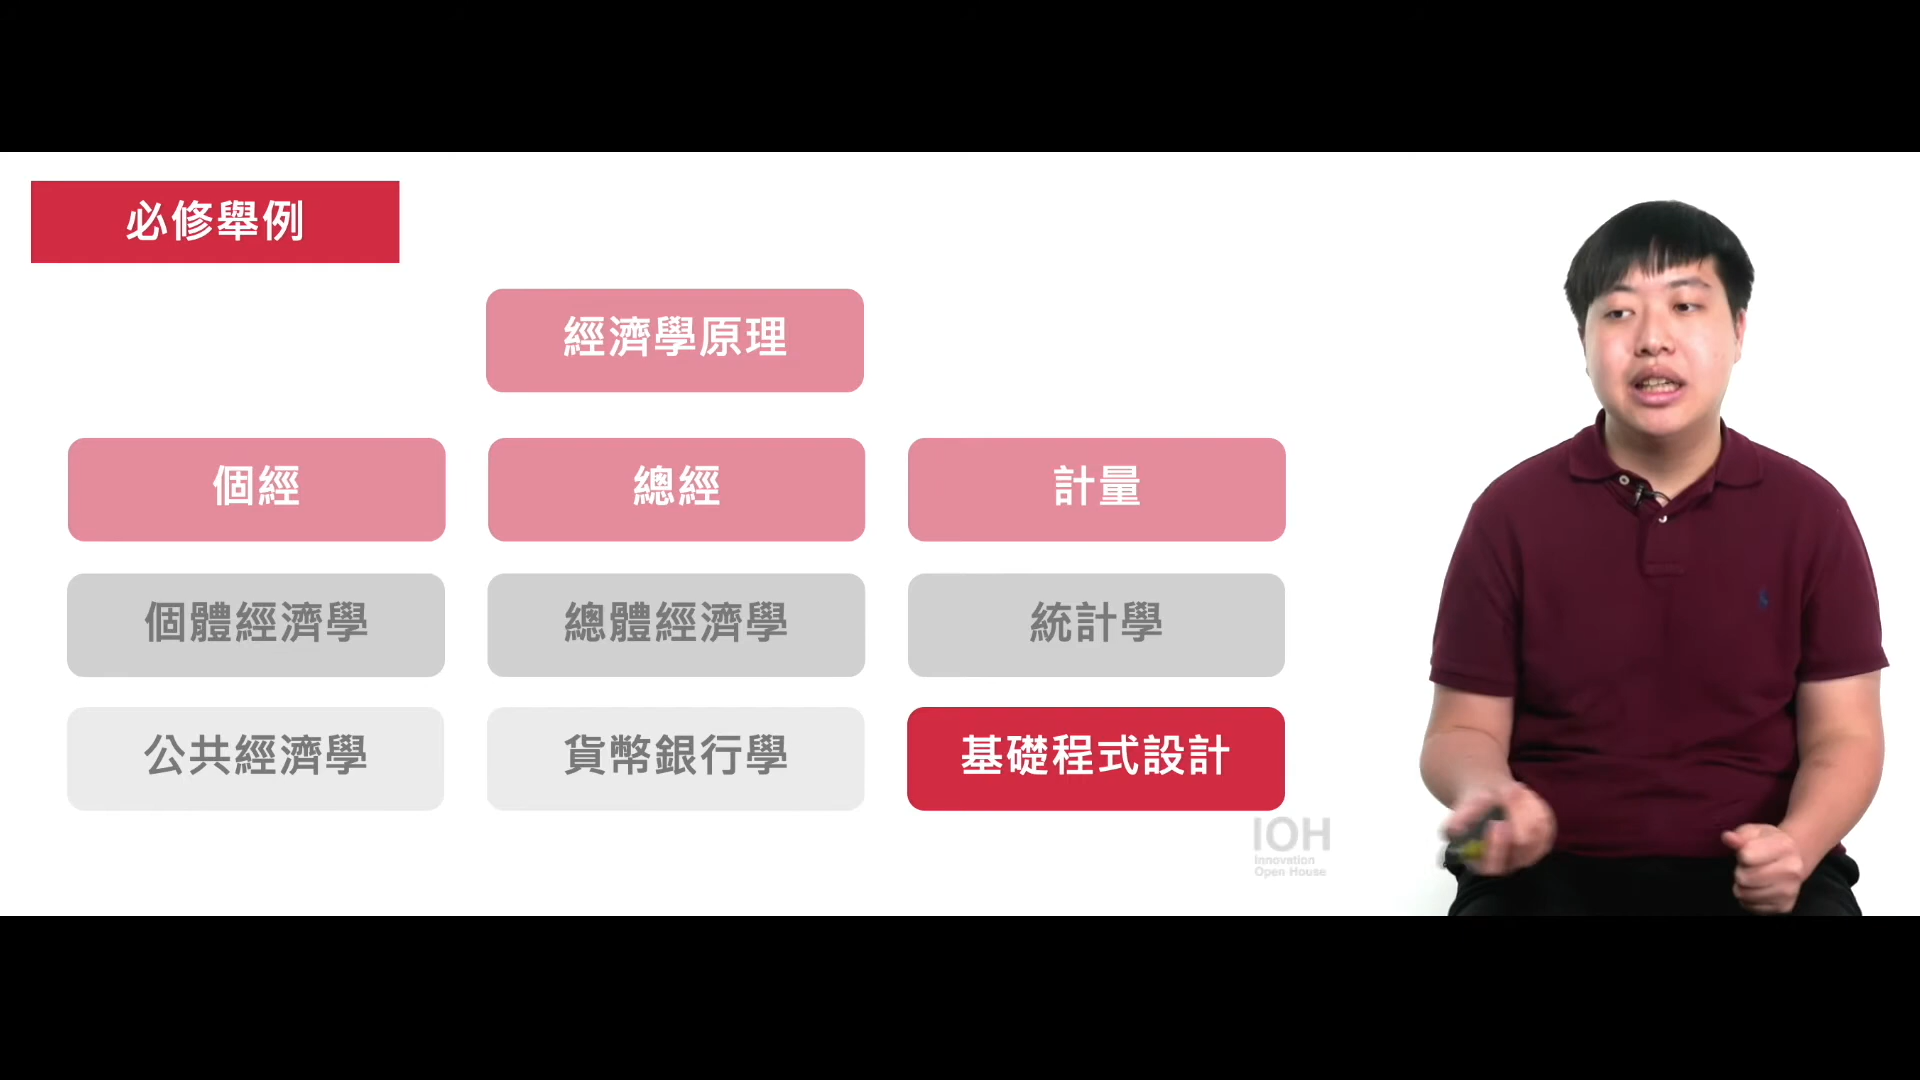 必修舉例
經濟學原理
個經
總經
計量
個體經濟學
總體經濟學
統計學
公共經濟學
貨幣銀行學
基礎程式設計
IOH
Innovation
Open House